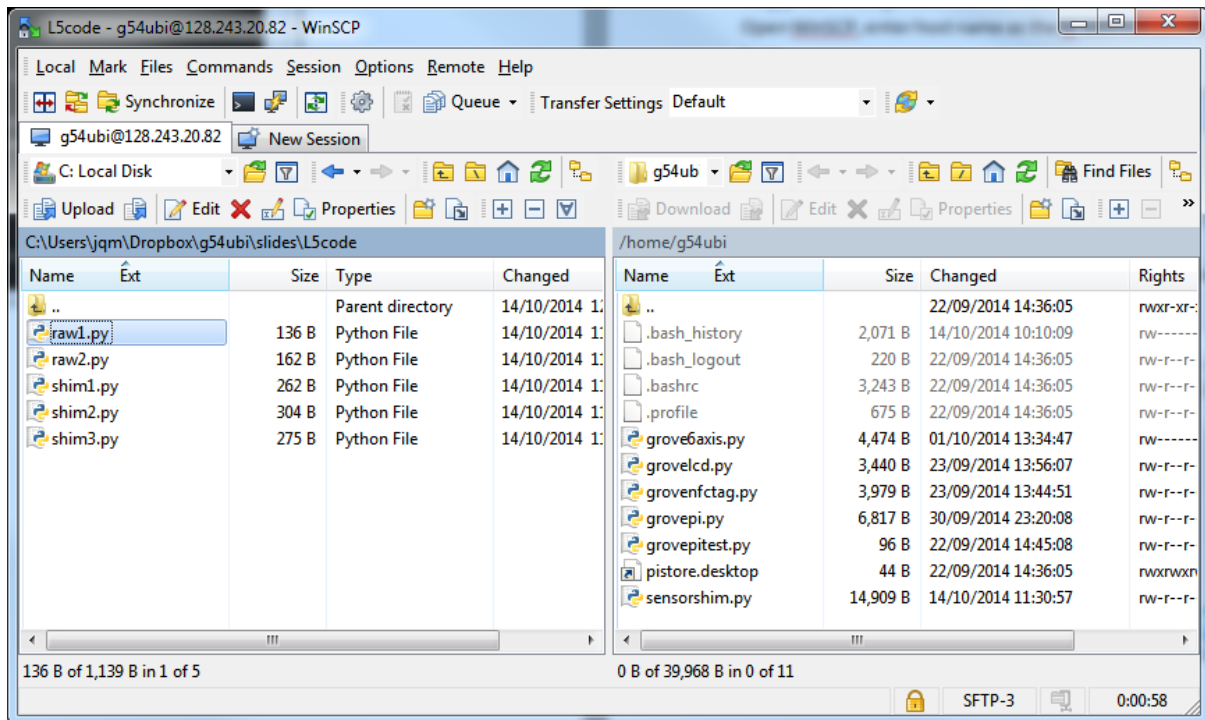 L5code - g54ubi@128.243.20.82 - WinSCP
Local Mark Files Commands Session Options Remote Help
Synchronize Queue Transfer Settings Default
g54ubi@128.243.20.82 New Session
C: Local Disk g54ub Find Files
Upload Edit Properties Download Edit Properties »
C:\Users\jqm\Dropbox\g54ubi\slides\L5code /home/g54ubi
Name Ext Size Type Changed Name Ext Size Changed Rights
.. Parent directory 14/10/2014 .. 22/09/2014 14:36:05 rwxr-xr-
raw1.py 136 B Python File 14/10/2014 .bash_history 2,071 B 14/10/2014 10:10:09 rw------
raw2.py 162 B Python File 14/10/2014 .bash_logout 220 B 22/09/2014 14:36:05 rw-r--r-
shim1.py 262 B Python File 14/10/2014 .bashrc 3,243 B 22/09/2014 14:36:05 rw-r--r-
shim2.py 304 B Python File 14/10/2014 .profile 675 B 22/09/2014 14:36:05 rw-r--r-
shim3.py 275 B Python File 14/10/2014 grove6axis.py 4,474 B 01/10/2014 13:34:47 rw------
grovelcd.py 3,440 B 23/09/2014 13:56:07 rw-r--r-
grovenfctag.py 3,979 B 23/09/2014 13:44:51 rw-r--r-
grovepi.py 6,817 B 30/09/2014 23:20:08 rw-r--r-
grovepitest.py 96 B 22/09/2014 14:45:08 rw-r--r-
pistore.desktop 44 B 22/09/2014 14:36:05 rwxrwxr
sensorshim.py 14,909 B 14/10/2014 11:30:57 rw-r--r-
136 B of 1,139 B in 1 of 5 0 B of 39,968 B in 0 of 11
SFTP-3 0:00:58